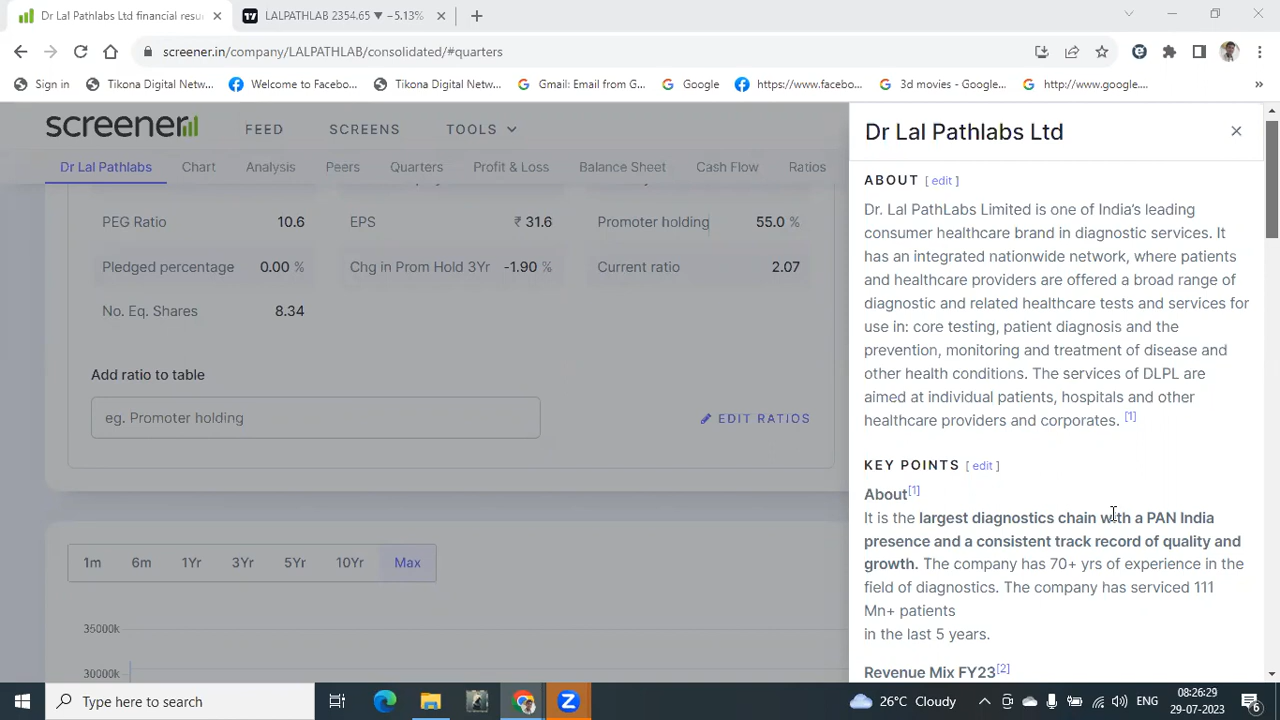 Dr Lal Pathlabs Ltd financial resu
LALPATHLAB 2354.65 ▼ −5.13%
screener.in/company/LALPATHLAB/consolidated/#quarters
Sign in
Tikona Digital Netw...
Welcome to Facebo...
Tikona Digital Netw...
Gmail: Email from G...
Google
https://www.facebo...
3d movies - Google...
http://www.google....
»
screener
FEED
SCREENS
TOOLS
Dr Lal Pathlabs
Chart
Analysis
Peers
Quarters
Profit & Loss
Balance Sheet
Cash Flow
Ratios
PEG Ratio 10.6
EPS ₹ 31.6
Promoter holding 55.0 %
Pledged percentage 0.00 %
Chg in Prom Hold 3Yr -1.90 %
Current ratio 2.07
No. Eq. Shares 8.34
Add ratio to table
eg. Promoter holding
EDIT RATIOS
1m 6m 1Yr 3Yr 5Yr 10Yr Max
35000k
30000k
Dr Lal Pathlabs Ltd
ABOUT [ edit ]
Dr. Lal PathLabs Limited is one of India's leading
consumer healthcare brand in diagnostic services. It
has an integrated nationwide network, where patients
and healthcare providers are offered a broad range of
diagnostic and related healthcare tests and services for
use in: core testing, patient diagnosis and the
prevention, monitoring and treatment of disease and
other health conditions. The services of DLPL are
aimed at individual patients, hospitals and other
healthcare providers and corporates. [1]
KEY POINTS [ edit ]
About[1]
It is the largest diagnostics chain with a PAN India
presence and a consistent track record of quality and
growth. The company has 70+ yrs of experience in the
field of diagnostics. The company has serviced 111
Mn+ patients
in the last 5 years.
Revenue Mix FY23[2]
Type here to search
26°C Cloudy
ENG
08:26:29
29-07-2023
6